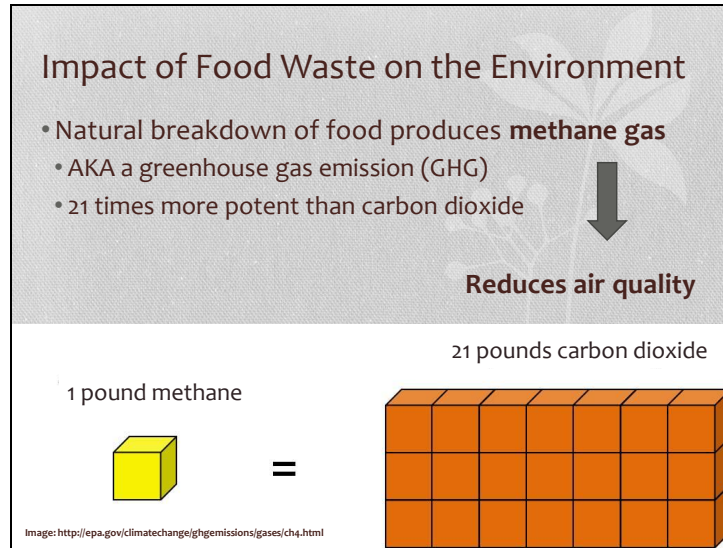 Impact of Food Waste on the Environment
• Natural breakdown of food produces methane gas
• AKA a greenhouse gas emission (GHG)
• 21 times more potent than carbon dioxide
Reduces air quality
21 pounds carbon dioxide
1 pound methane
=
Image: http://epa.gov/climatechange/ghgemissions/gases/ch4.html